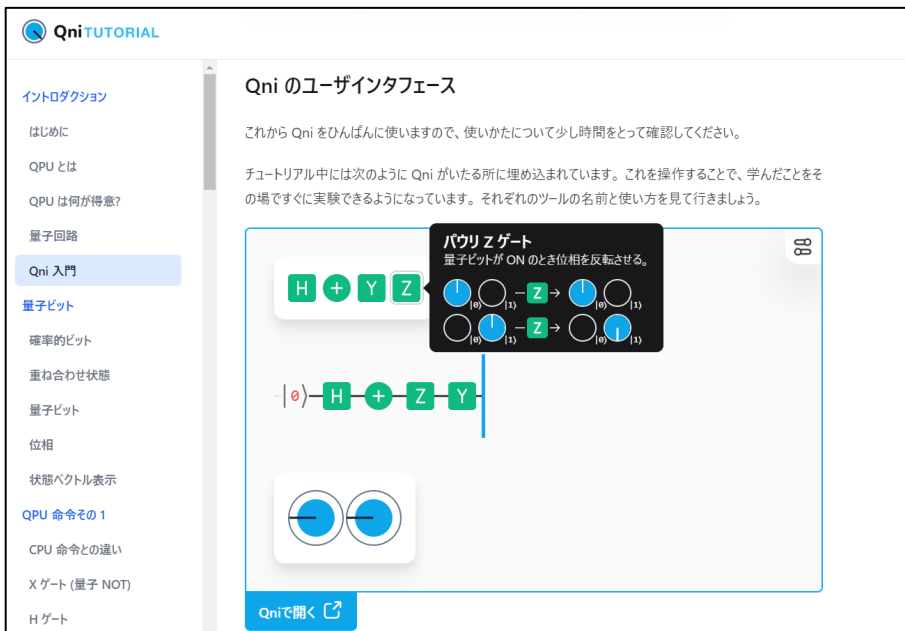 Qni TUTORIAL
イントロダクション
はじめに
QPU とは
QPU は何が得意?
量子回路
Qni 入門
量子ビット
確率的ビット
重ね合わせ状態
量子ビット
位相
状態ベクトル表示
QPU 命令その 1
CPU 命令との違い
X ゲート (量子 NOT)
H ゲート
Qni のユーザインタフェース
これから Qni をひんぱんに使いますので、使いかたについて少し時間をとって確認してください。
チュートリアル中には次のように Qni がいたる所に埋め込まれています。これを操作することで、学んだことをそ
の場ですぐに実験できるようになっています。それぞれのツールの名前と使い方を見て行きましょう。
パウリ Z ゲート
量子ビットが ON のとき位相を反転させる。
|0⟩ |1⟩ – Z → |0⟩ |1⟩
|0⟩ |1⟩ – Z → |0⟩ |1⟩
H + Y Z
|0⟩ H + Z Y
Qniで開く